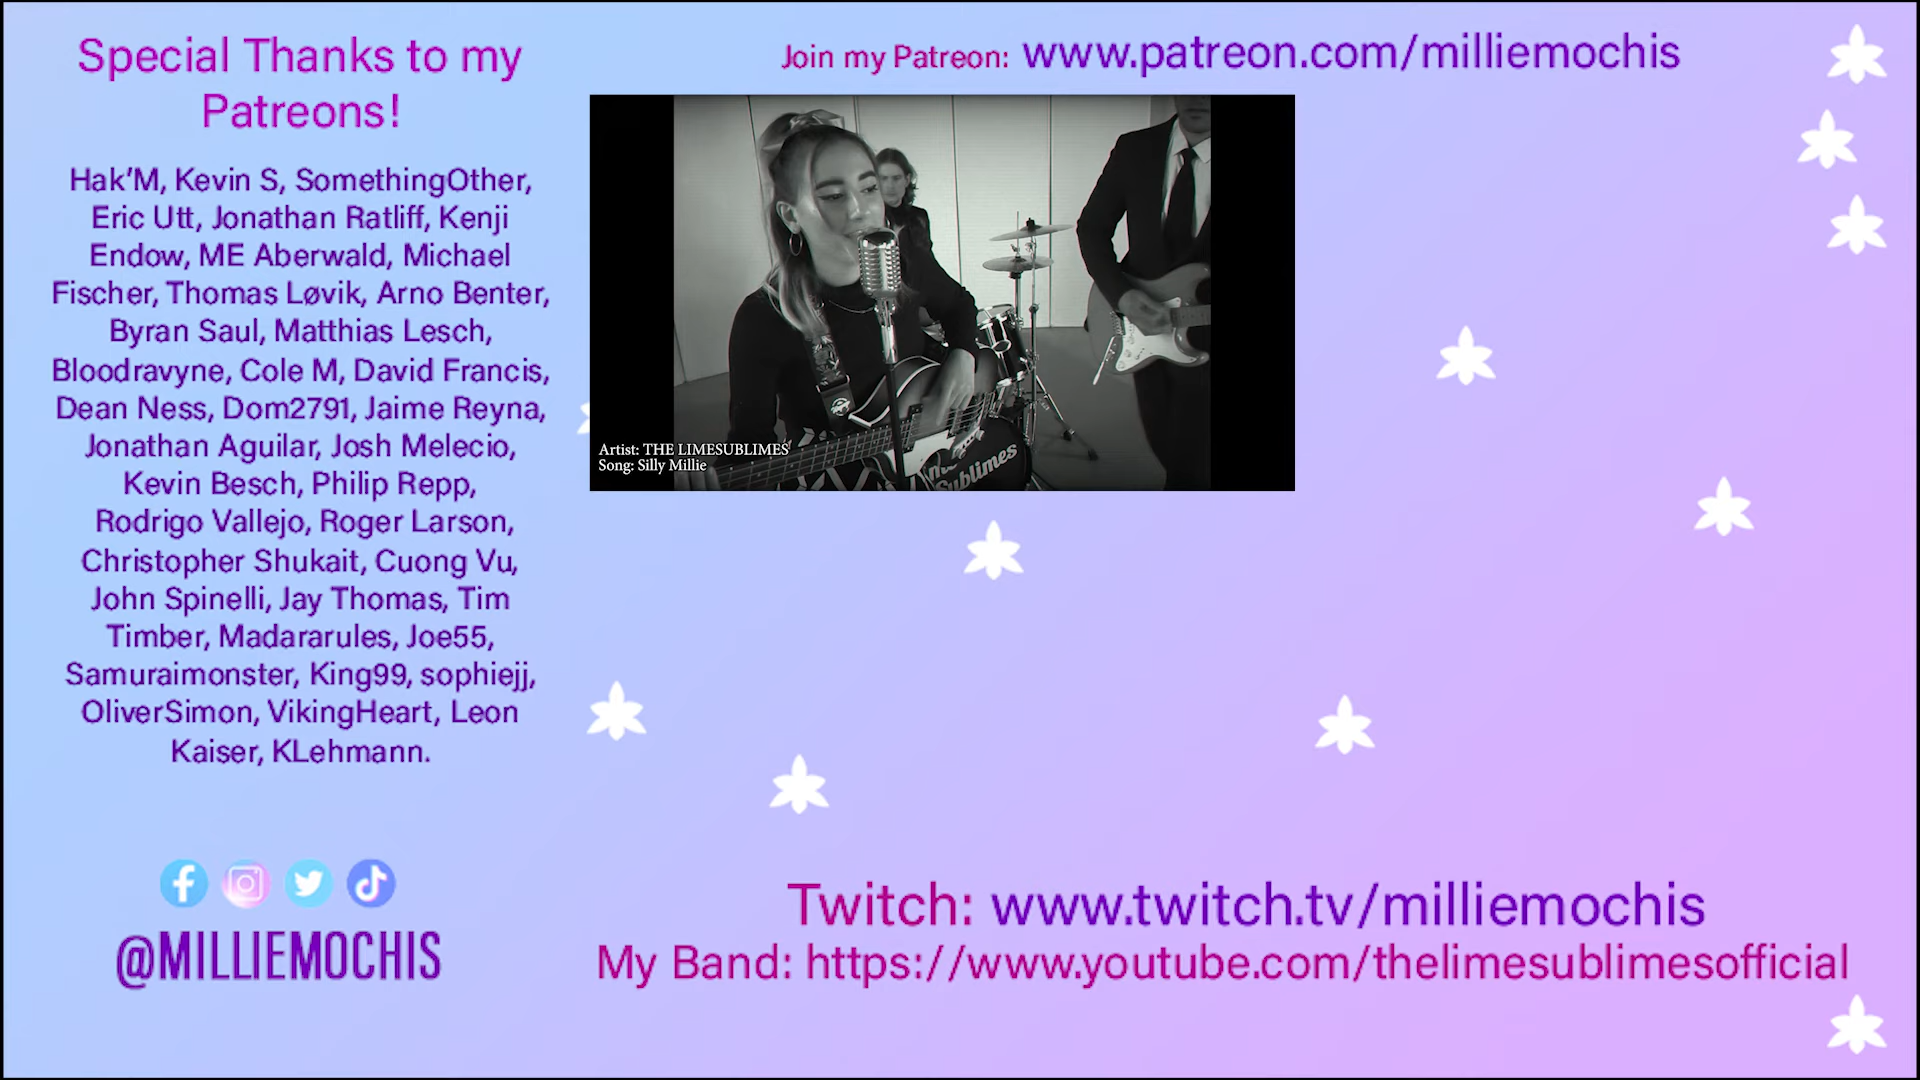 Special Thanks to my
Patreons!
Hak'M, Kevin S, SomethingOther,
Eric Utt, Jonathan Ratliff, Kenji
Endow, ME Aberwald, Michael
Fischer, Thomas Løvik, Arno Benter,
Byran Saul, Matthias Lesch,
Bloodravyne, Cole M, David Francis,
Dean Ness, Dom2791, Jaime Reyna,
Jonathan Aguilar, Josh Melecio,
Kevin Besch, Philip Repp,
Rodrigo Vallejo, Roger Larson,
Christopher Shukait, Cuong Vu,
John Spinelli, Jay Thomas, Tim
Timber, Madararules, Joe55,
Samuraimonster, King99, sophiejj,
OliverSimon, VikingHeart, Leon
Kaiser, KLehmann.
@MILLIEMOCHIS
Join my Patreon: www.patreon.com/milliemochis
Artist: THE LIMESUBLIMES
Song: Silly Millie
Sublimes
Twitch: www.twitch.tv/milliemochis
My Band: https://www.youtube.com/thelimesublimesofficial